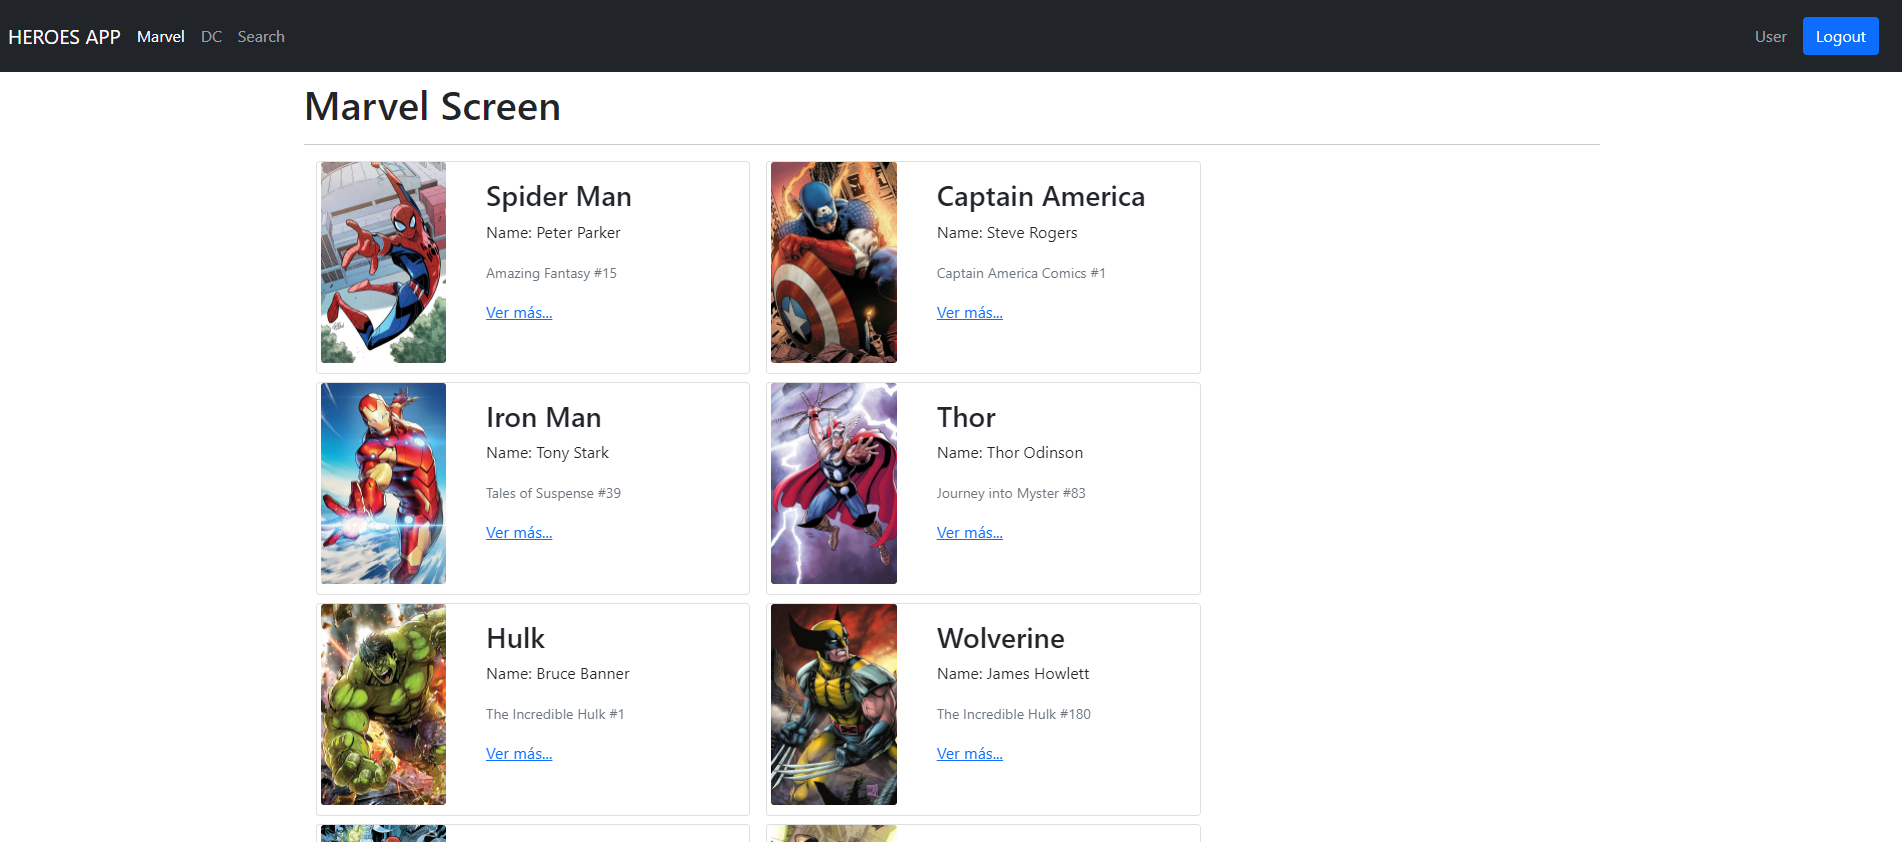 HEROES APP Marvel DC Search User Logout
Marvel Screen
Spider Man
Name: Peter Parker
Amazing Fantasy #15
Ver más...
Captain America
Name: Steve Rogers
Captain America Comics #1
Ver más...
Iron Man
Name: Tony Stark
Tales of Suspense #39
Ver más...
Thor
Name: Thor Odinson
Journey into Myster #83
Ver más...
Hulk
Name: Bruce Banner
The Incredible Hulk #1
Ver más...
Wolverine
Name: James Howlett
The Incredible Hulk #180
Ver más...